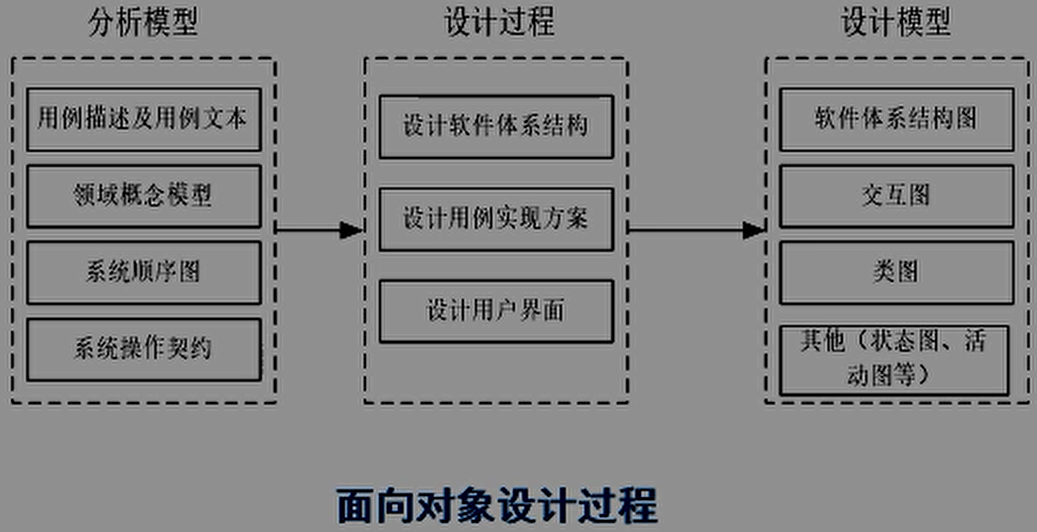 分析模型
用例描述及用例文本
领域概念模型
系统顺序图
系统操作契约
设计过程
设计软件体系结构
设计用例实现方案
设计用户界面
设计模型
软件体系结构图
交互图
类图
其他（状态图、活
动图等）
面向对象设计过程